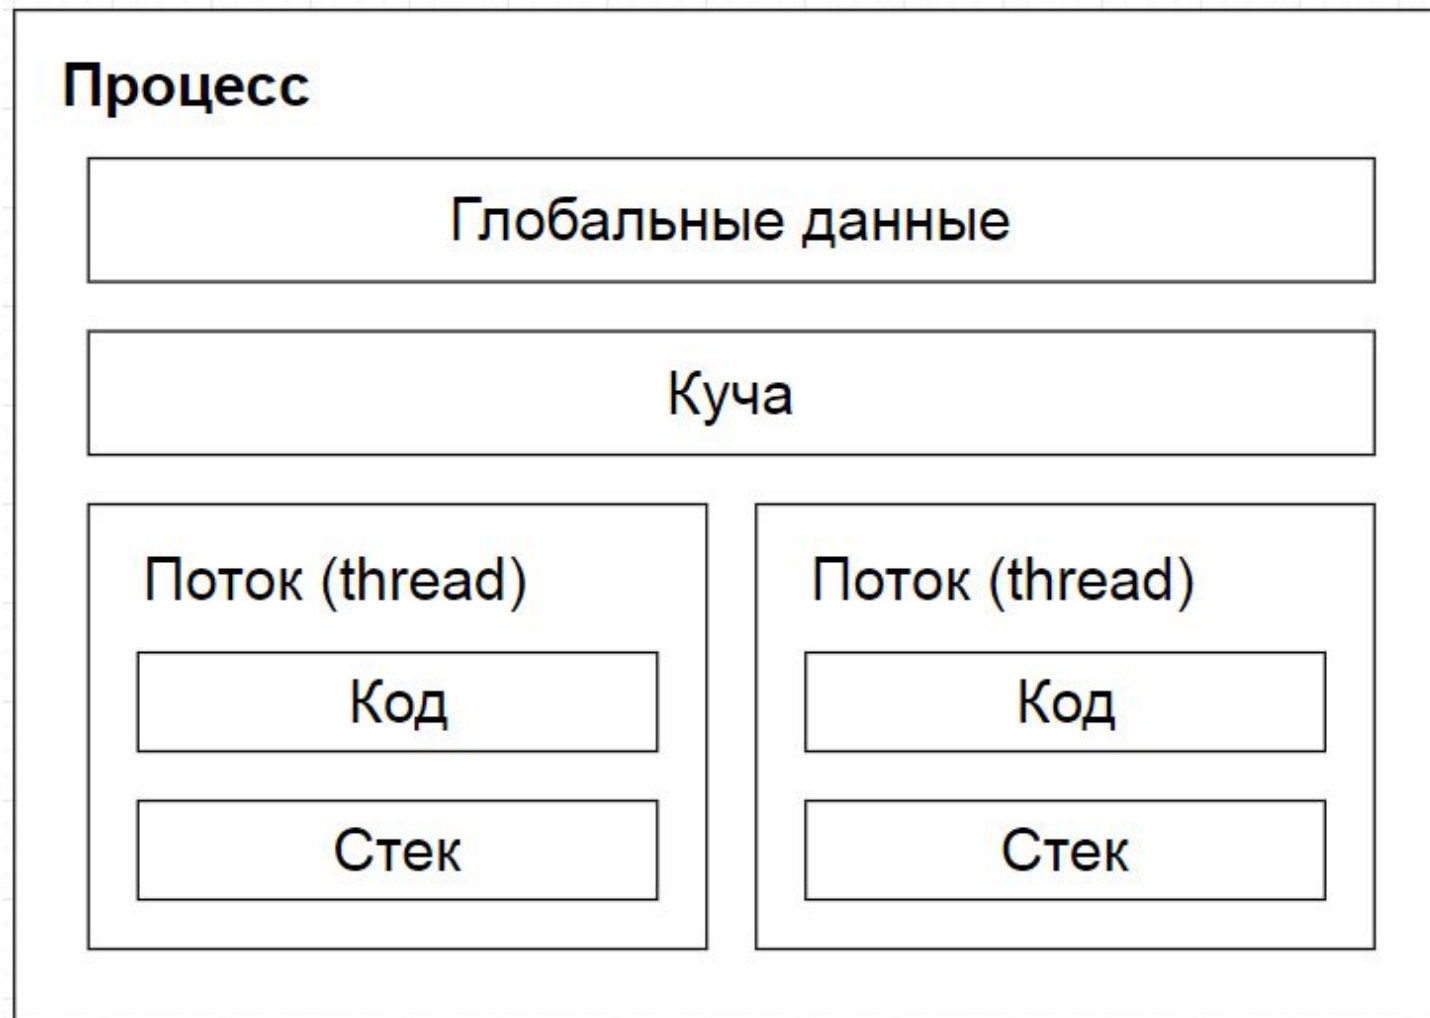 Процесс
Глобальные данные
Куча
Поток (thread)
Поток (thread)
Код
Код
Стек
Стек